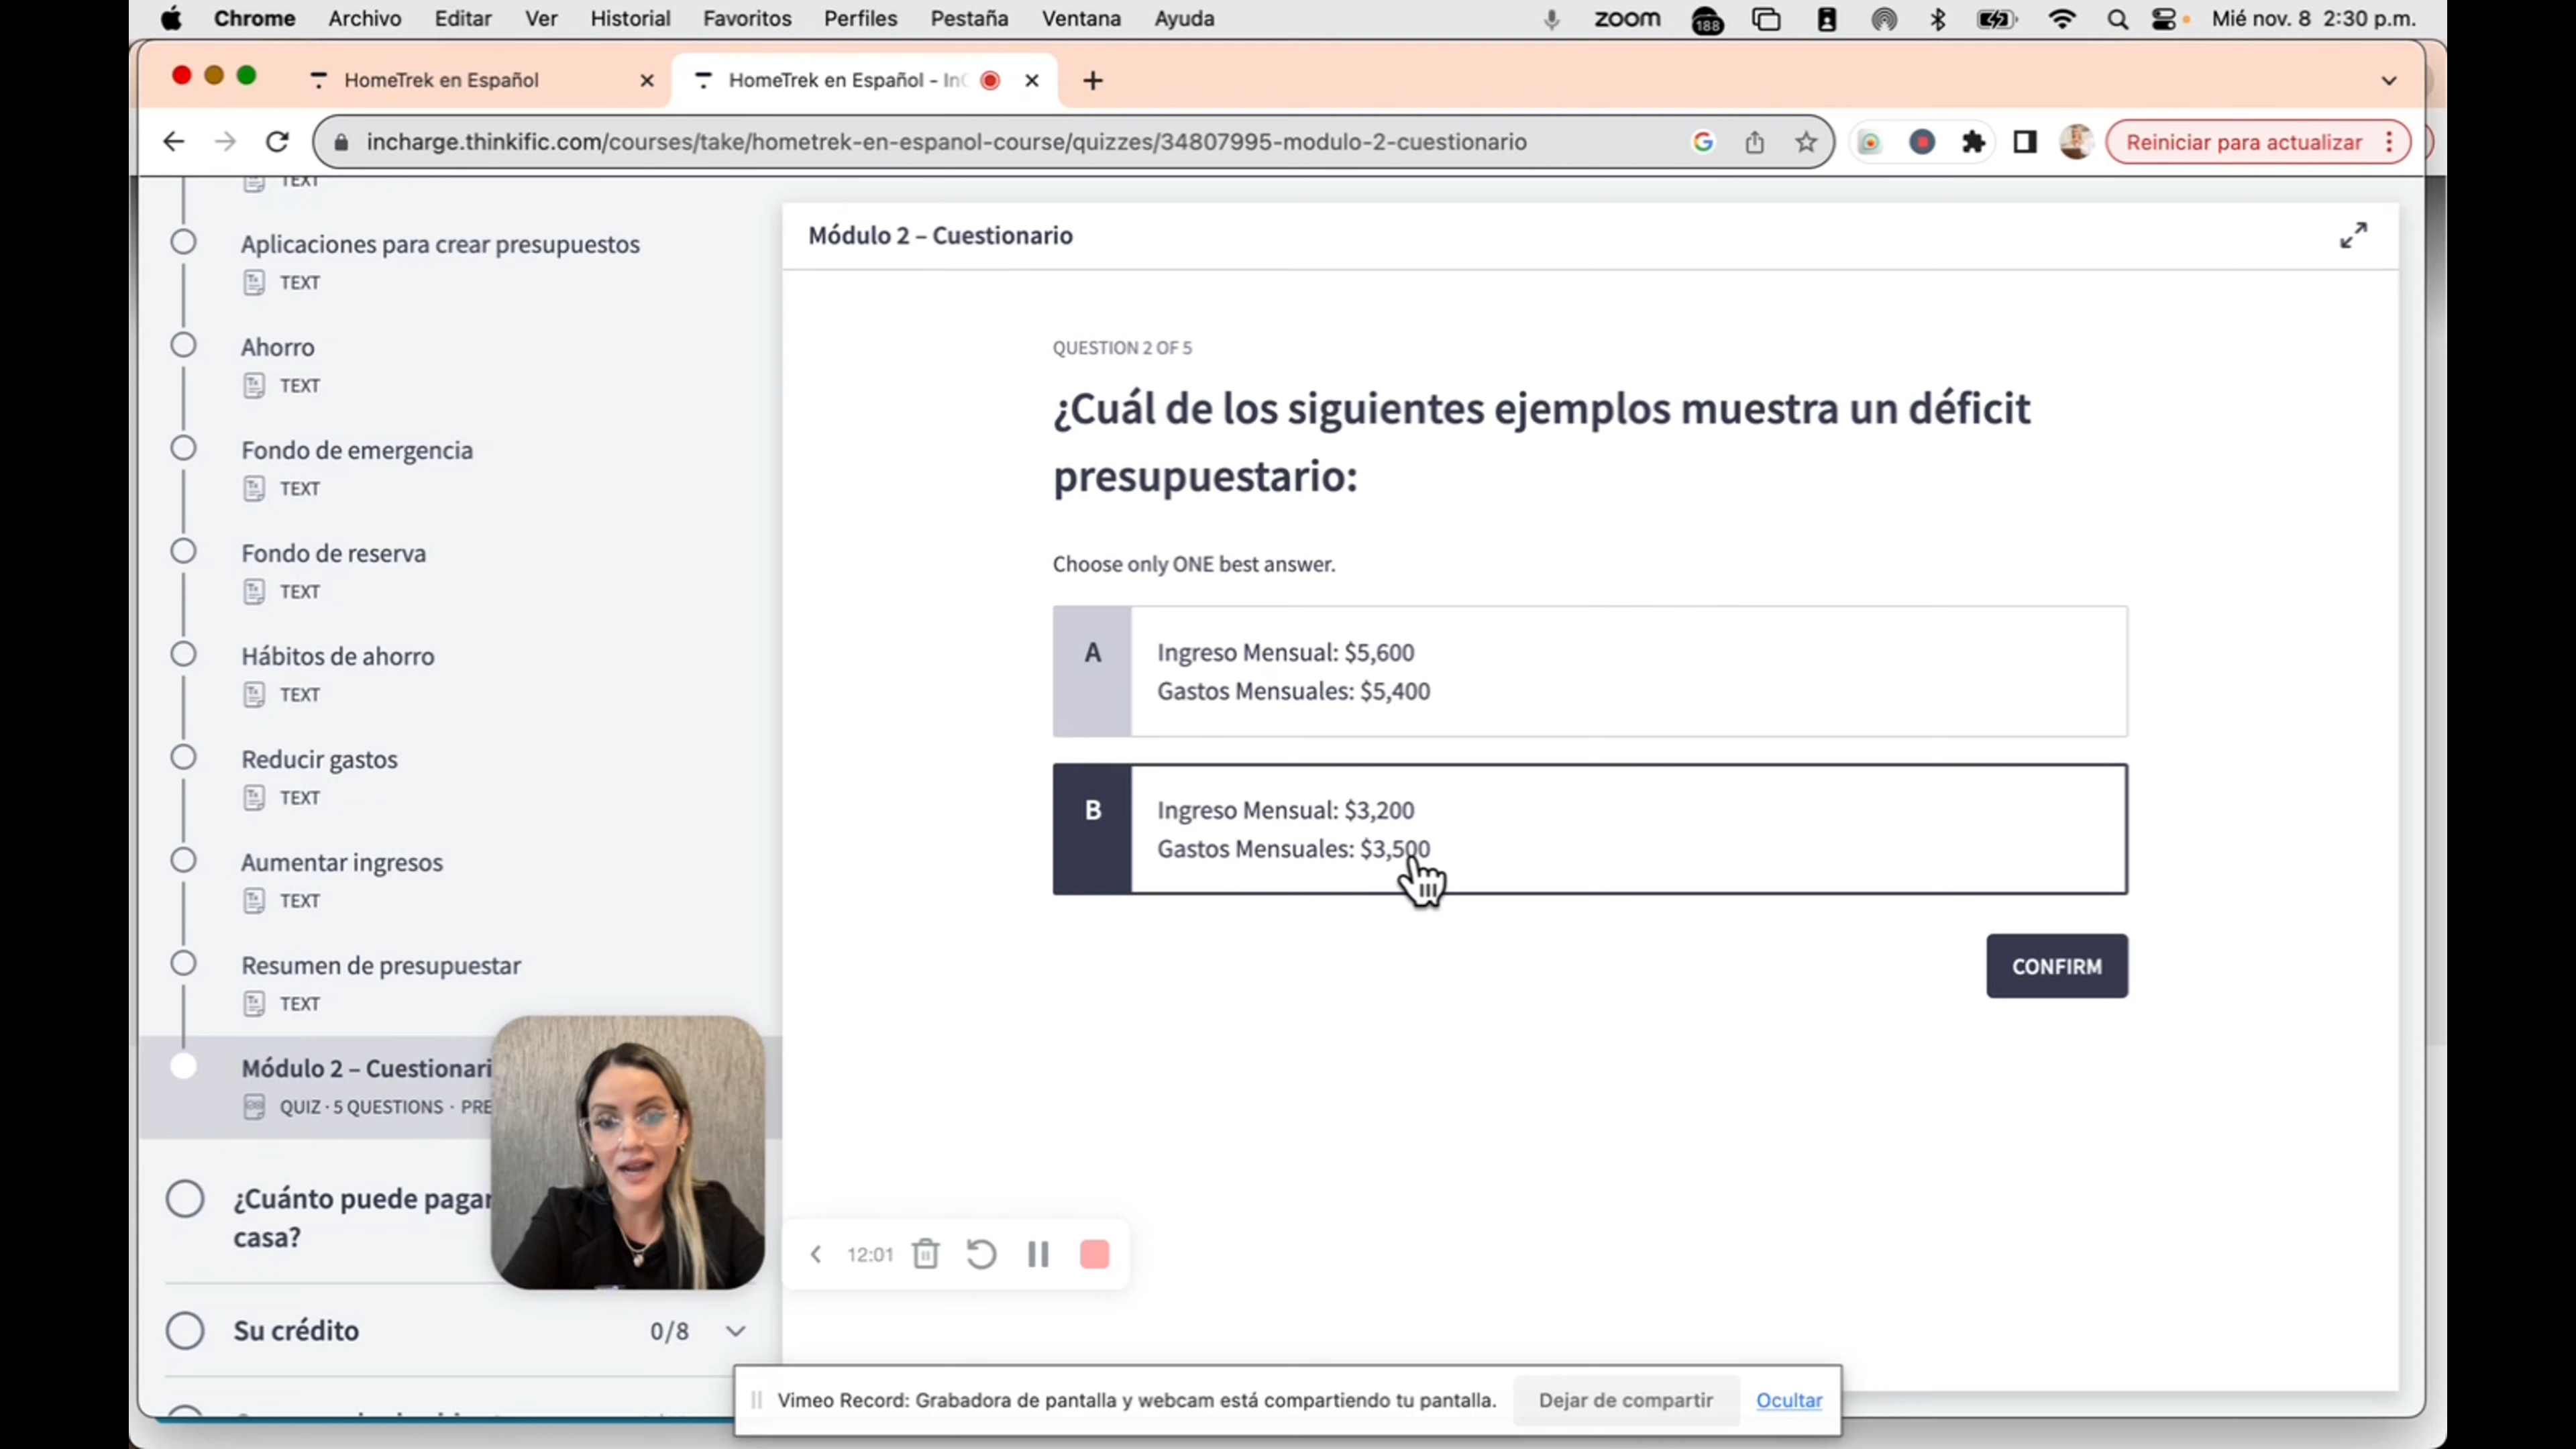 Chrome Archivo Editar Ver Historial Favoritos Perfiles Pestaña Ventana Ayuda
zoom 188 Mié nov. 8 2:30 p.m.
HomeTrek en Español
HomeTrek en Español - In
incharge.thinkific.com/courses/take/hometrek-en-espanol-course/quizzes/34807995-modulo-2-cuestionario
Reiniciar para actualizar
TEXT
Aplicaciones para crear presupuestos
TEXT
Ahorro
TEXT
Fondo de emergencia
TEXT
Fondo de reserva
TEXT
Hábitos de ahorro
TEXT
Reducir gastos
TEXT
Aumentar ingresos
TEXT
Resumen de presupuestar
TEXT
Módulo 2 – Cuestionari
QUIZ · 5 QUESTIONS · PRE
¿Cuánto puede pagar
casa?
Su crédito 0/8
Módulo 2 – Cuestionario
QUESTION 2 OF 5
¿Cuál de los siguientes ejemplos muestra un déficit
presupuestario:
Choose only ONE best answer.
A
Ingreso Mensual: $5,600
Gastos Mensuales: $5,400
B
Ingreso Mensual: $3,200
Gastos Mensuales: $3,500
CONFIRM
12:01
Vimeo Record: Grabadora de pantalla y webcam está compartiendo tu pantalla. Dejar de compartir Ocultar